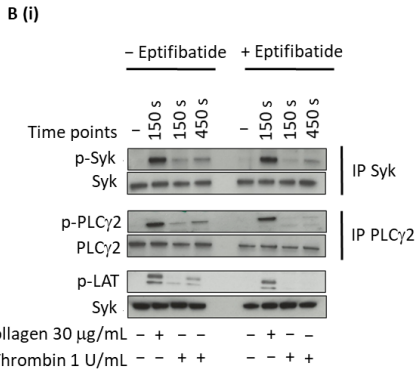 B (i)
– Eptifibatide + Eptifibatide
Time points – 150 s 150 s 450 s – 150 s 150 s 450 s
p-Syk
Syk
IP Syk
p-PLCγ2
PLCγ2
IP PLCγ2
p-LAT
Syk
ollagen 30 μg/mL – + – – – + – –
hrombin 1 U/mL – – + + – – + +